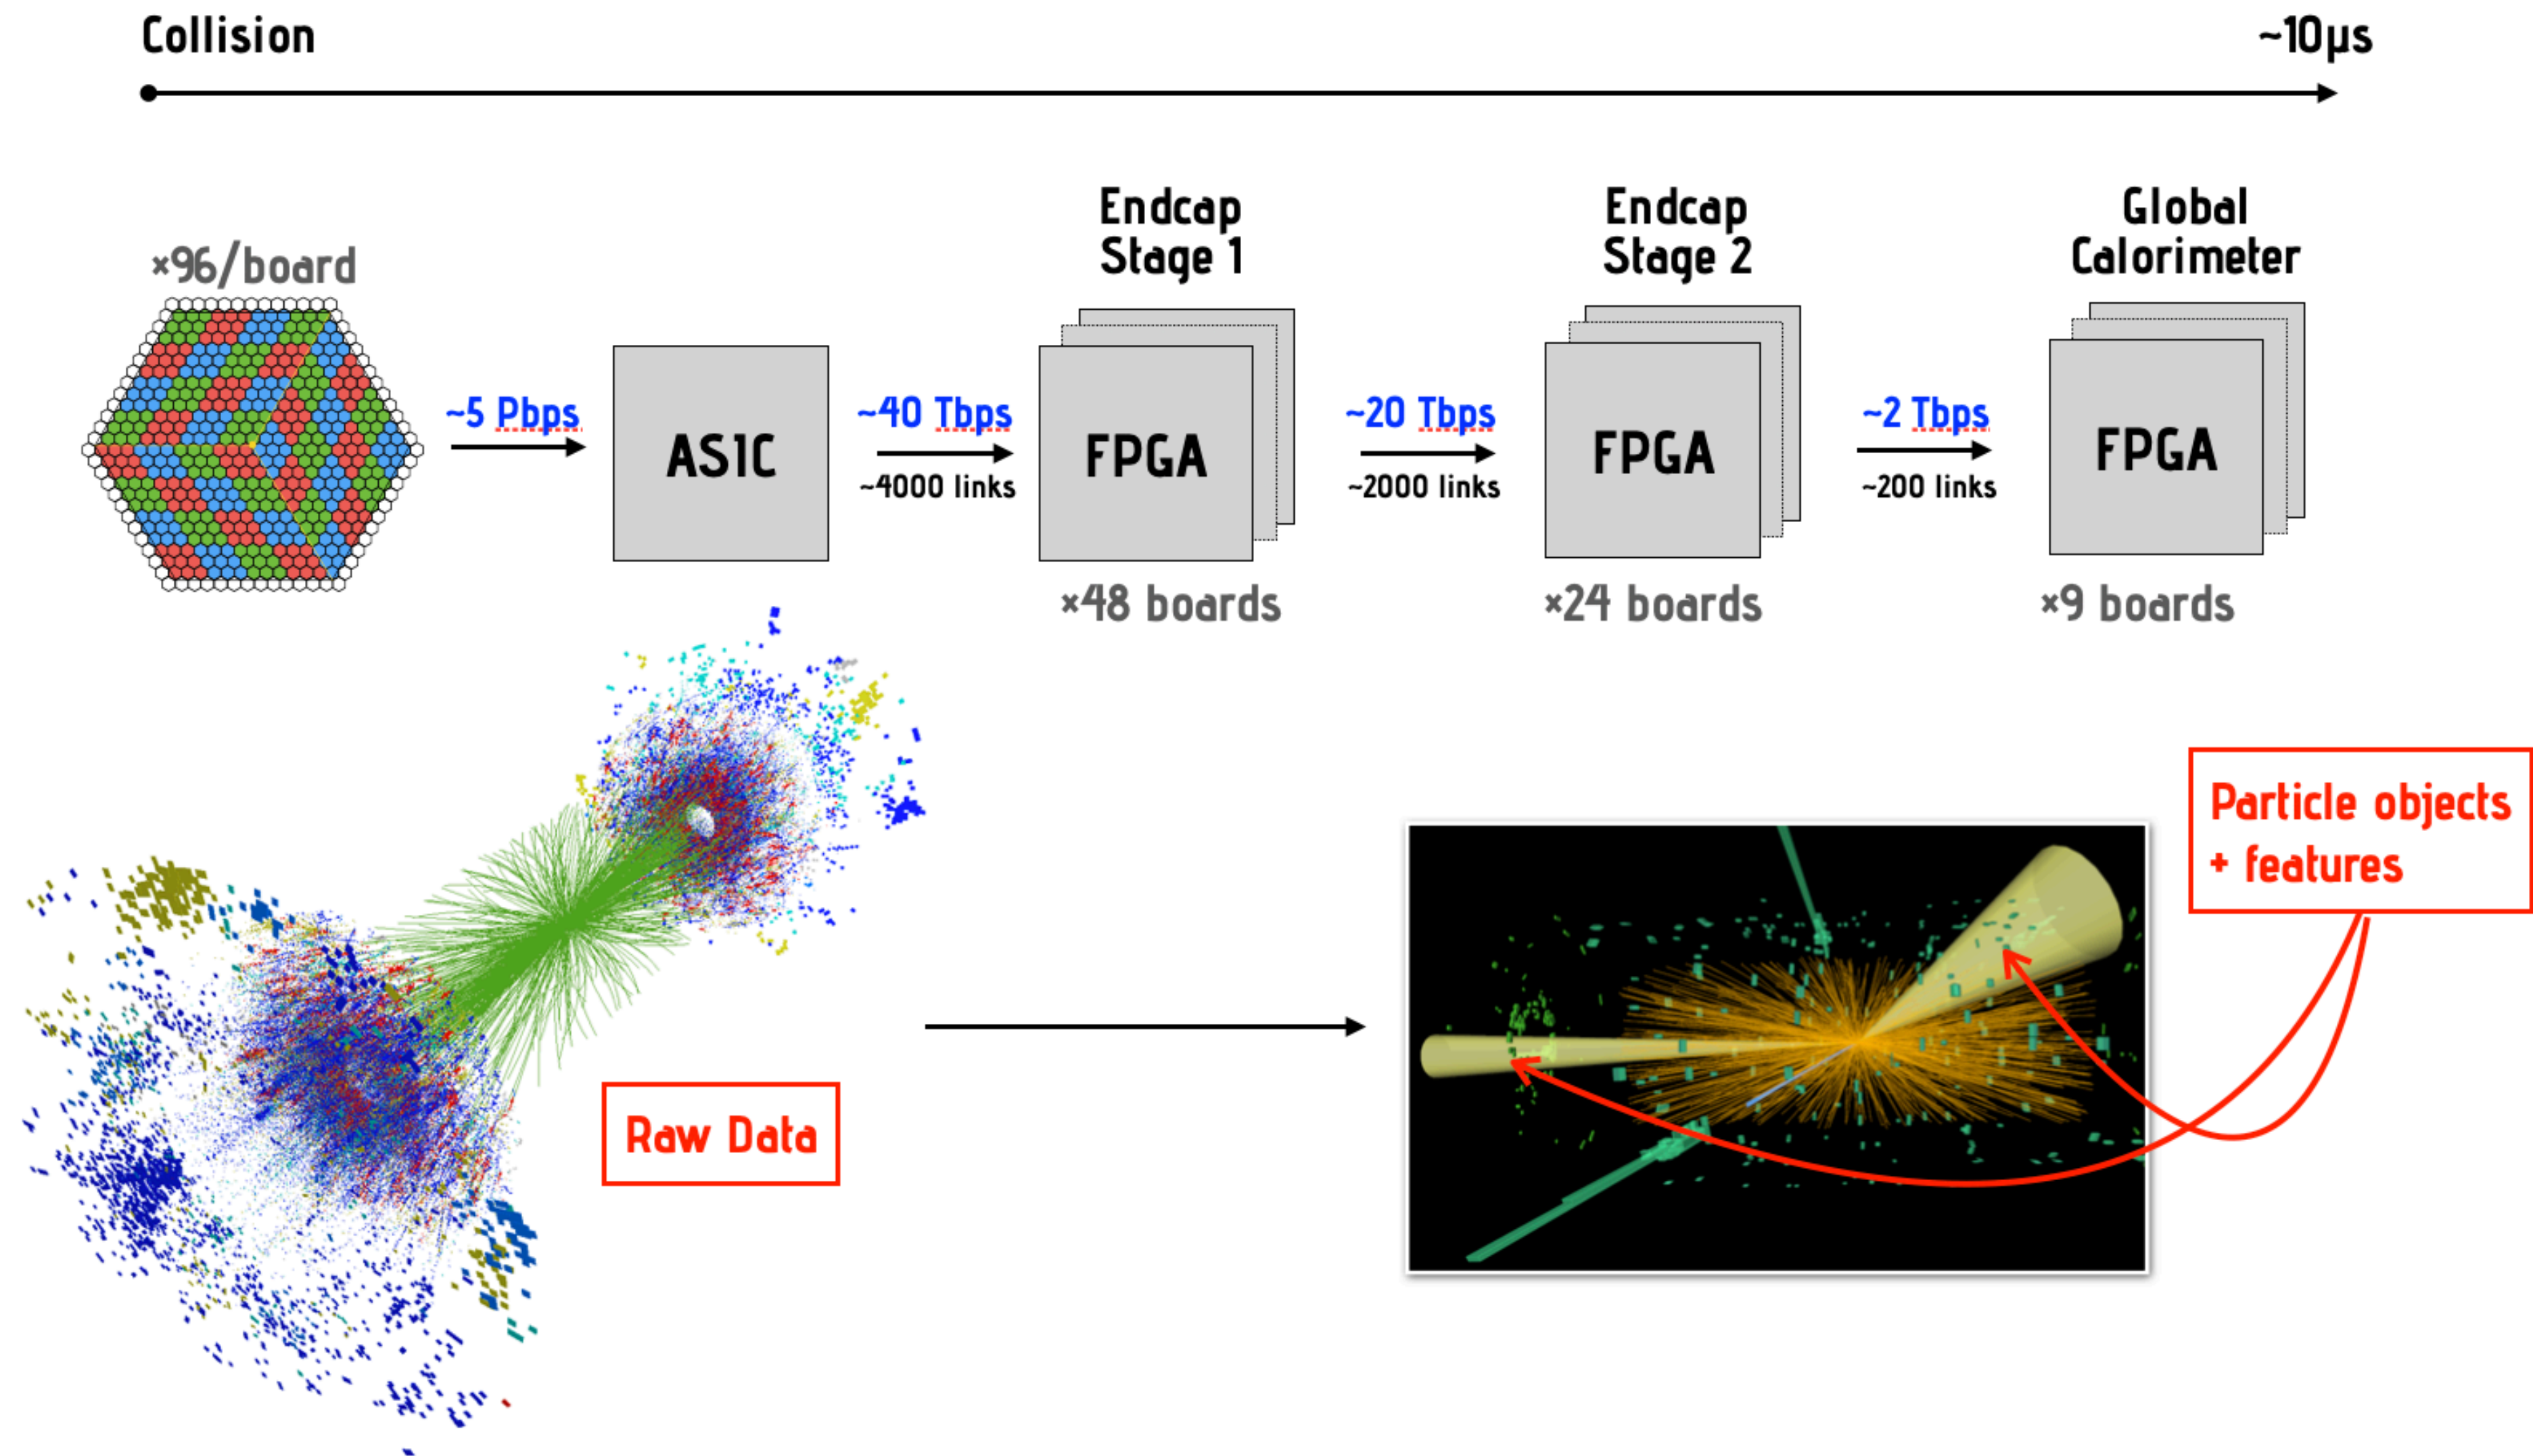 Collision
~10µs
×96/board
~5 Pbps
ASIC
~40 Tbps
~4000 links
Endcap
Stage 1
FPGA
×48 boards
~20 Tbps
~2000 links
Endcap
Stage 2
FPGA
×24 boards
~2 Tbps
~200 links
Global
Calorimeter
FPGA
×9 boards
Raw Data
Particle objects
+ features